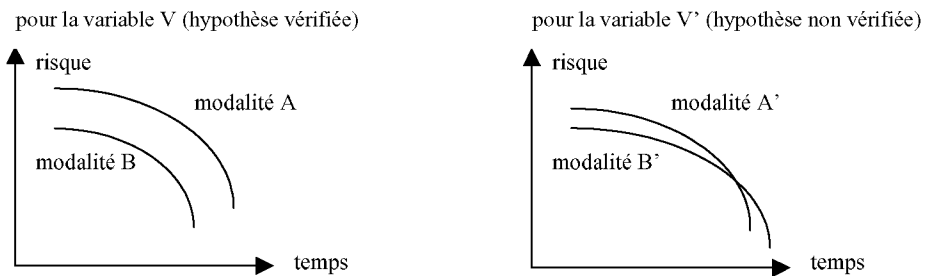 pour la variable V (hypothèse vérifiée)
risque
modalité A
modalité B
temps
pour la variable V’ (hypothèse non vérifiée)
risque
modalité A’
modalité B’
temps